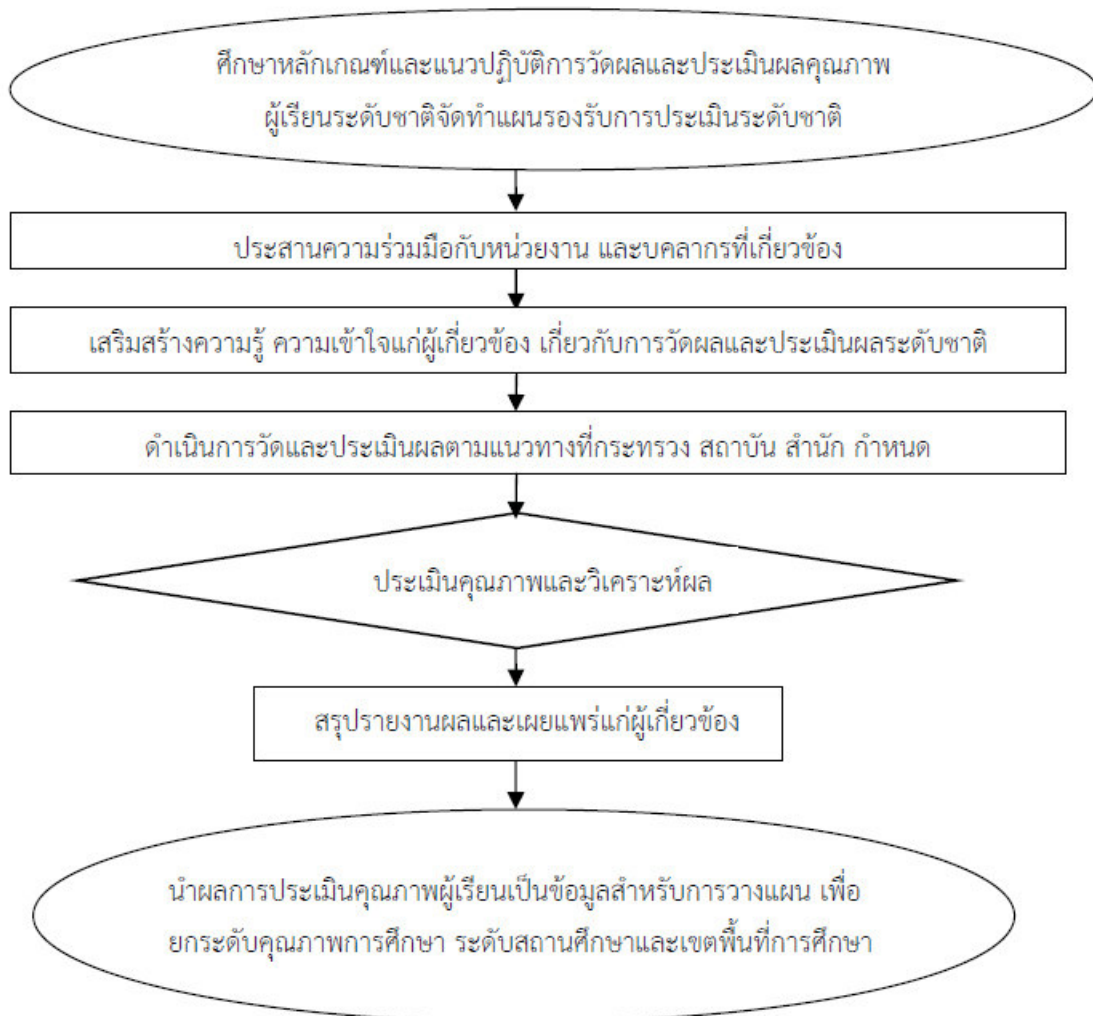 ศึกษาหลักเกณฑ์และแนวปฏิบัติการวัดผลและประเมินผลคุณภาพ
ผู้เรียนระดับชาติจัดทำแผนรองรับการประเมินระดับชาติ
ประสานความร่วมมือกับหน่วยงาน และบคลากรที่เกี่ยวข้อง
เสริมสร้างความรู้ ความเข้าใจแก่ผู้เกี่ยวข้อง เกี่ยวกับการวัดผลและประเมินผลระดับชาติ
ดำเนินการวัดและประเมินผลตามแนวทางที่กระทรวง สถาบัน สำนัก กำหนด
ประเมินคุณภาพและวิเคราะห์ผล
สรุปรายงานผลและเผยแพร่แก่ผู้เกี่ยวข้อง
นำผลการประเมินคุณภาพผู้เรียนเป็นข้อมูลสำหรับการวางแผน เพื่อ
ยกระดับคุณภาพการศึกษา ระดับสถานศึกษาและเขตพื้นที่การศึกษา